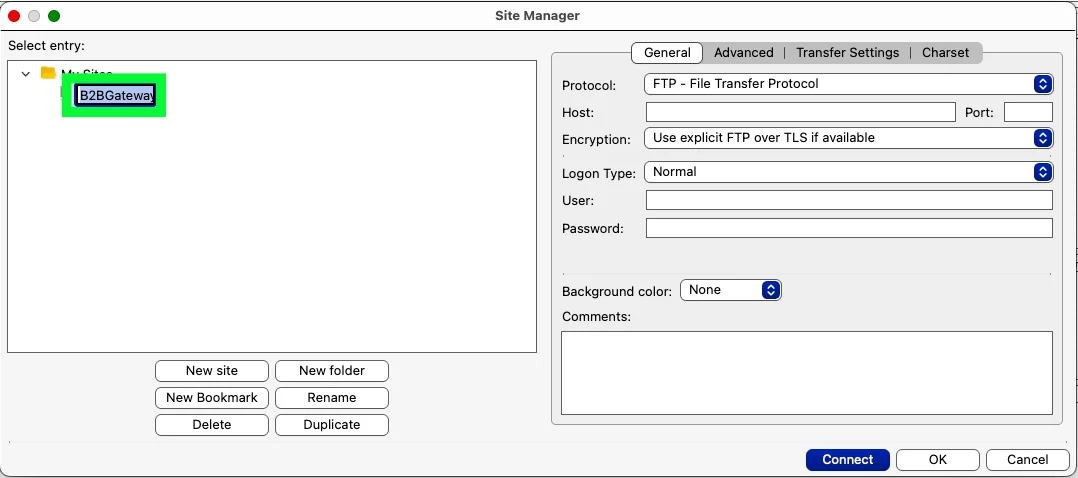 Site Manager
Select entry:
My Sites
B2BGateway
General
Advanced
Transfer Settings
Charset
Protocol:
FTP - File Transfer Protocol
Host:
Port:
Encryption:
Use explicit FTP over TLS if available
Logon Type:
Normal
User:
Password:
Background color:
None
Comments:
New site
New folder
New Bookmark
Rename
Delete
Duplicate
Connect
OK
Cancel